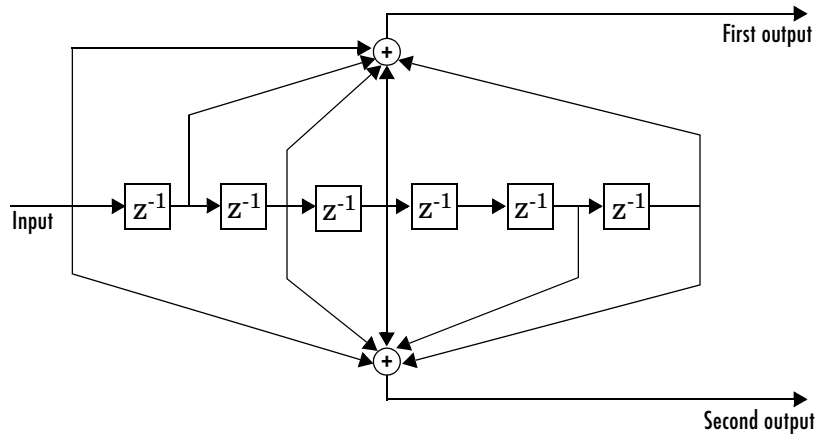 First output
+
Input
z⁻¹ z⁻¹ z⁻¹ z⁻¹ z⁻¹ z⁻¹
+
Second output